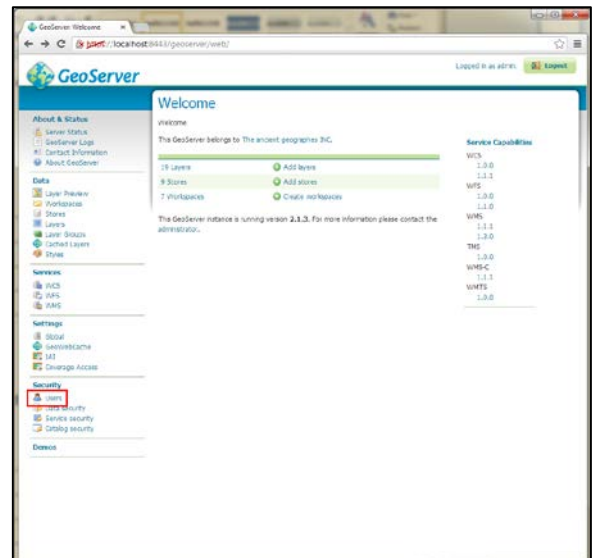 GeoServer: Welcome
https://localhost:8443/geoserver/web/
GeoServer
Logged in as admin.
Logout
About & Status
Server Status
GeoServer Logs
Contact Information
About GeoServer
Data
Layer Preview
Workspaces
Stores
Layers
Layer Groups
Cached Layers
Styles
Services
WCS
WFS
WMS
Settings
Global
GeoWebCache
JAI
Coverage Access
Security
Users
Data security
Service security
Catalog security
Demos
Welcome
Welcome
This GeoServer belongs to The ancient geographes INC.
19 Layers
Add layers
9 Stores
Add stores
7 Workspaces
Create workspaces
This GeoServer instance is running version 2.1.3. For more information please contact the
administrator.
Service Capabilities
WCS
1.0.0
1.1.1
WFS
1.0.0
1.1.0
WMS
1.1.1
1.3.0
TMS
1.0.0
WMS-C
1.1.1
WMTS
1.0.0